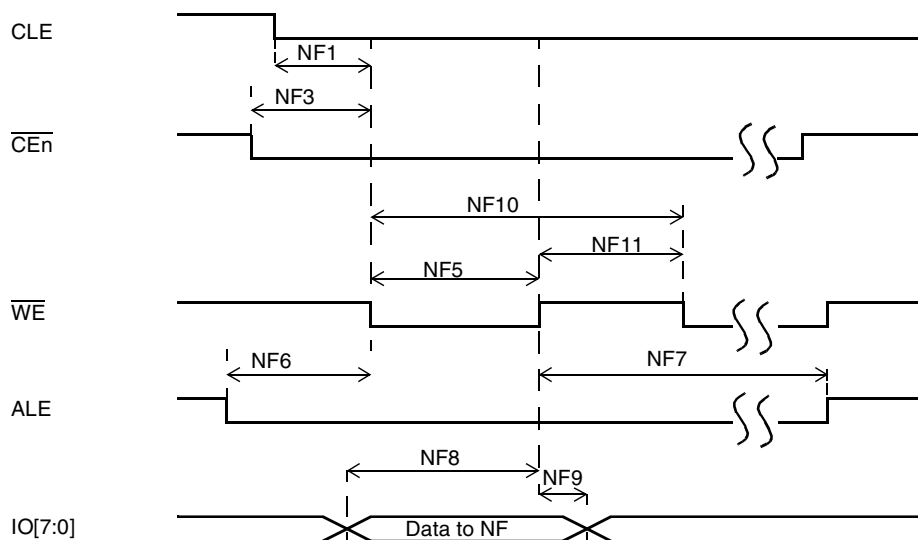 CLE
NF1
NF3
CEn
NF10
NF11
NF5
WE
NF6
NF7
ALE
NF8
NF9
IO[7:0]
Data to NF